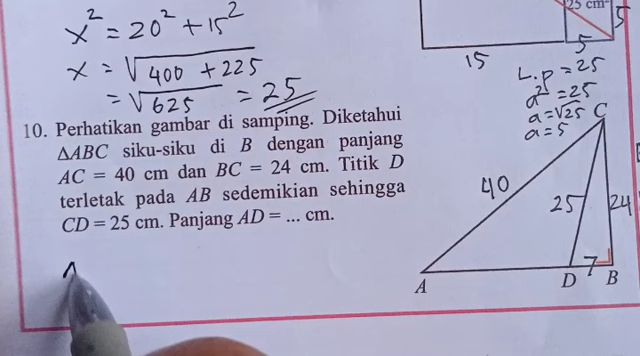 x² = 20² + 15²
x = √400 + 225
= √625 = 25
25 cm²
5
5
15
L.p = 25
a² = 25
a = √25
a = 5
10. Perhatikan gambar di samping. Diketahui
ΔABC siku-siku di B dengan panjang
AC = 40 cm dan BC = 24 cm. Titik D
terletak pada AB sedemikian sehingga
CD = 25 cm. Panjang AD = ... cm.
C
40
25
24
7
A
D
B